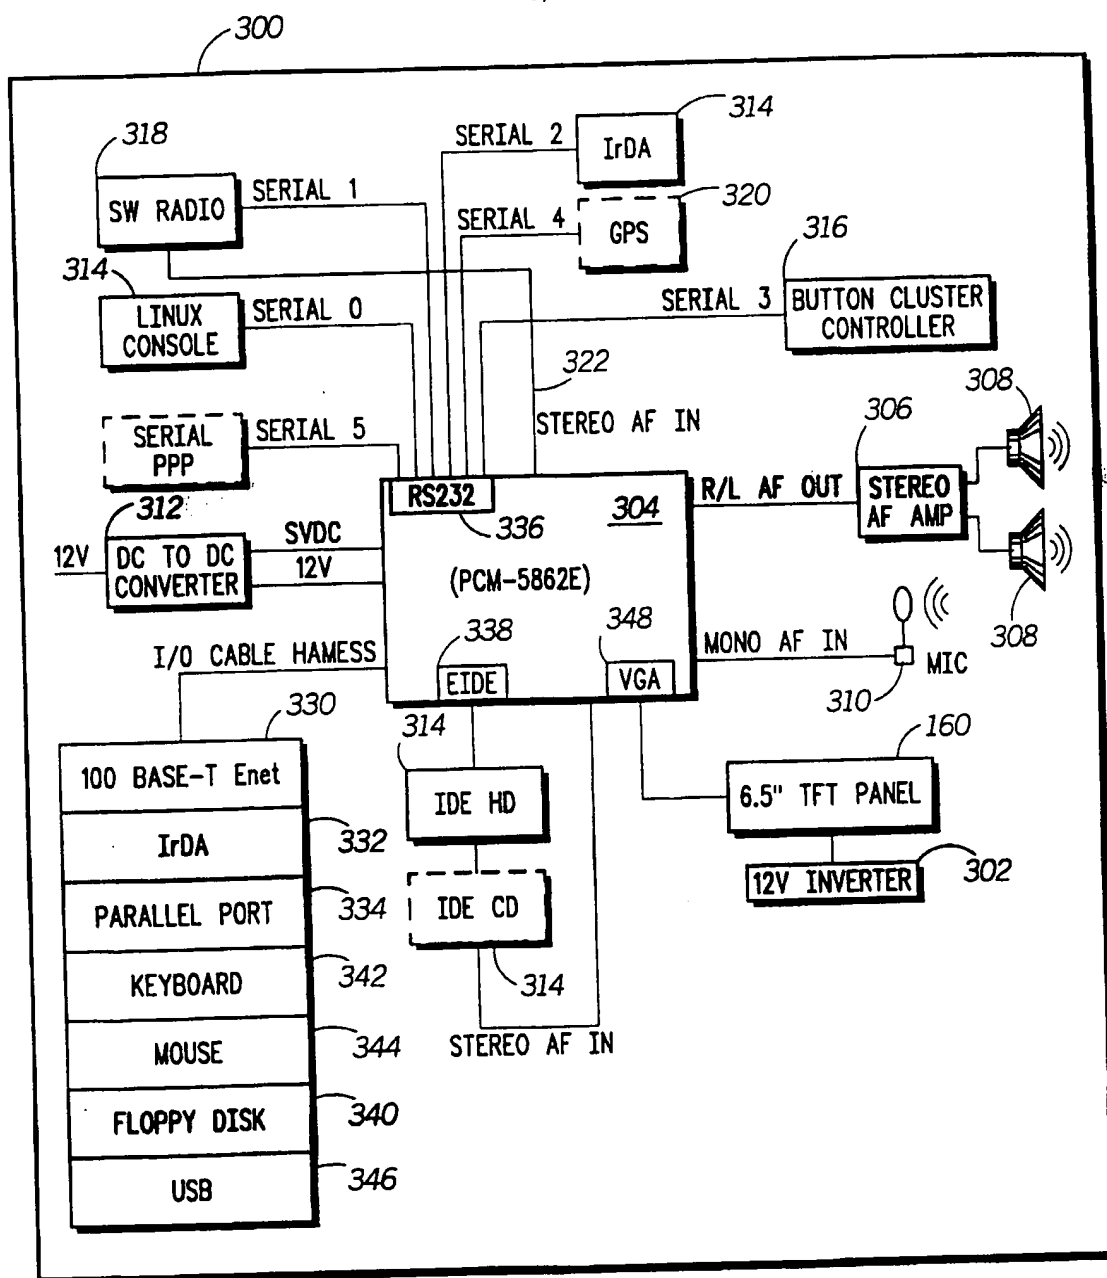 300
318
SW RADIO
SERIAL 1
SERIAL 2
IrDA
314
SERIAL 4
GPS
320
314
LINUX
CONSOLE
SERIAL 0
SERIAL 3
316
BUTTON CLUSTER
CONTROLLER
322
STEREO AF IN
SERIAL
PPP
SERIAL 5
RS232
336
304
(PCM-5862E)
R/L AF OUT
306
STEREO
AF AMP
308
308
312
12V
DC TO DC
CONVERTER
SVDC
12V
I/O CABLE HAMESS
338
EIDE
348
VGA
MONO AF IN
MIC
310
330
100 BASE-T Enet
IrDA
332
PARALLEL PORT
334
KEYBOARD
342
MOUSE
344
FLOPPY DISK
340
USB
346
314
IDE HD
IDE CD
314
STEREO AF IN
160
6.5" TFT PANEL
12V INVERTER
302